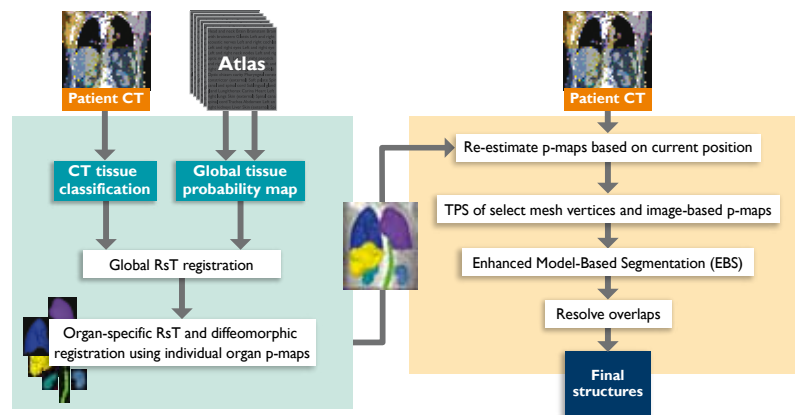 Patient CT
Atlas
CT tissue
classification
Global tissue
probability map
Global RsT registration
Organ-specific RsT and diffeomorphic
registration using individual organ p-maps
Patient CT
Re-estimate p-maps based on current position
TPS of select mesh vertices and image-based p-maps
Enhanced Model-Based Segmentation (EBS)
Resolve overlaps
Final
structures